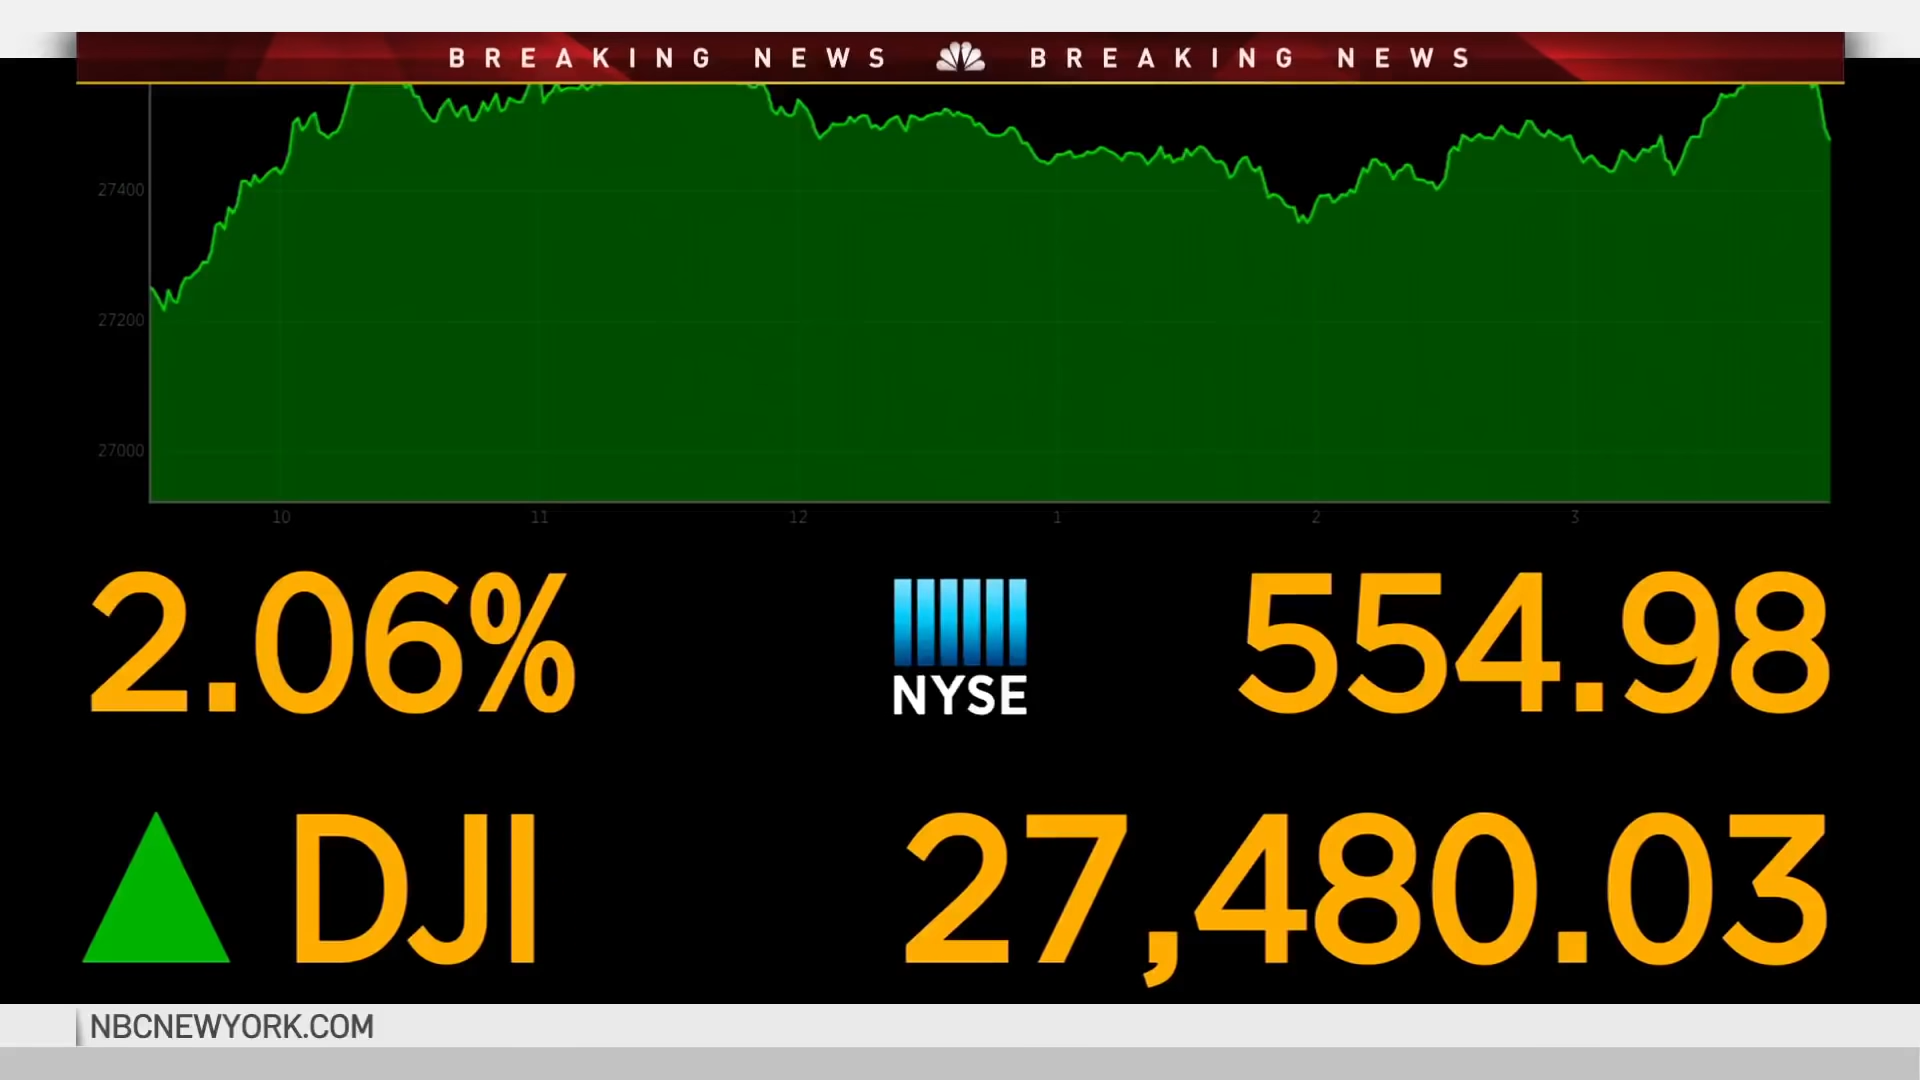 BREAKING NEWS BREAKING NEWS
27400
27200
27000
10 11 12 1 2 3
2.06% NYSE 554.98
DJI 27,480.03
NBCNEWYORK.COM